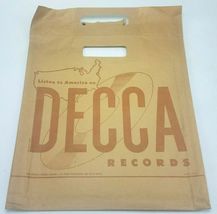 Listen to America on
DECCA
RECORDS